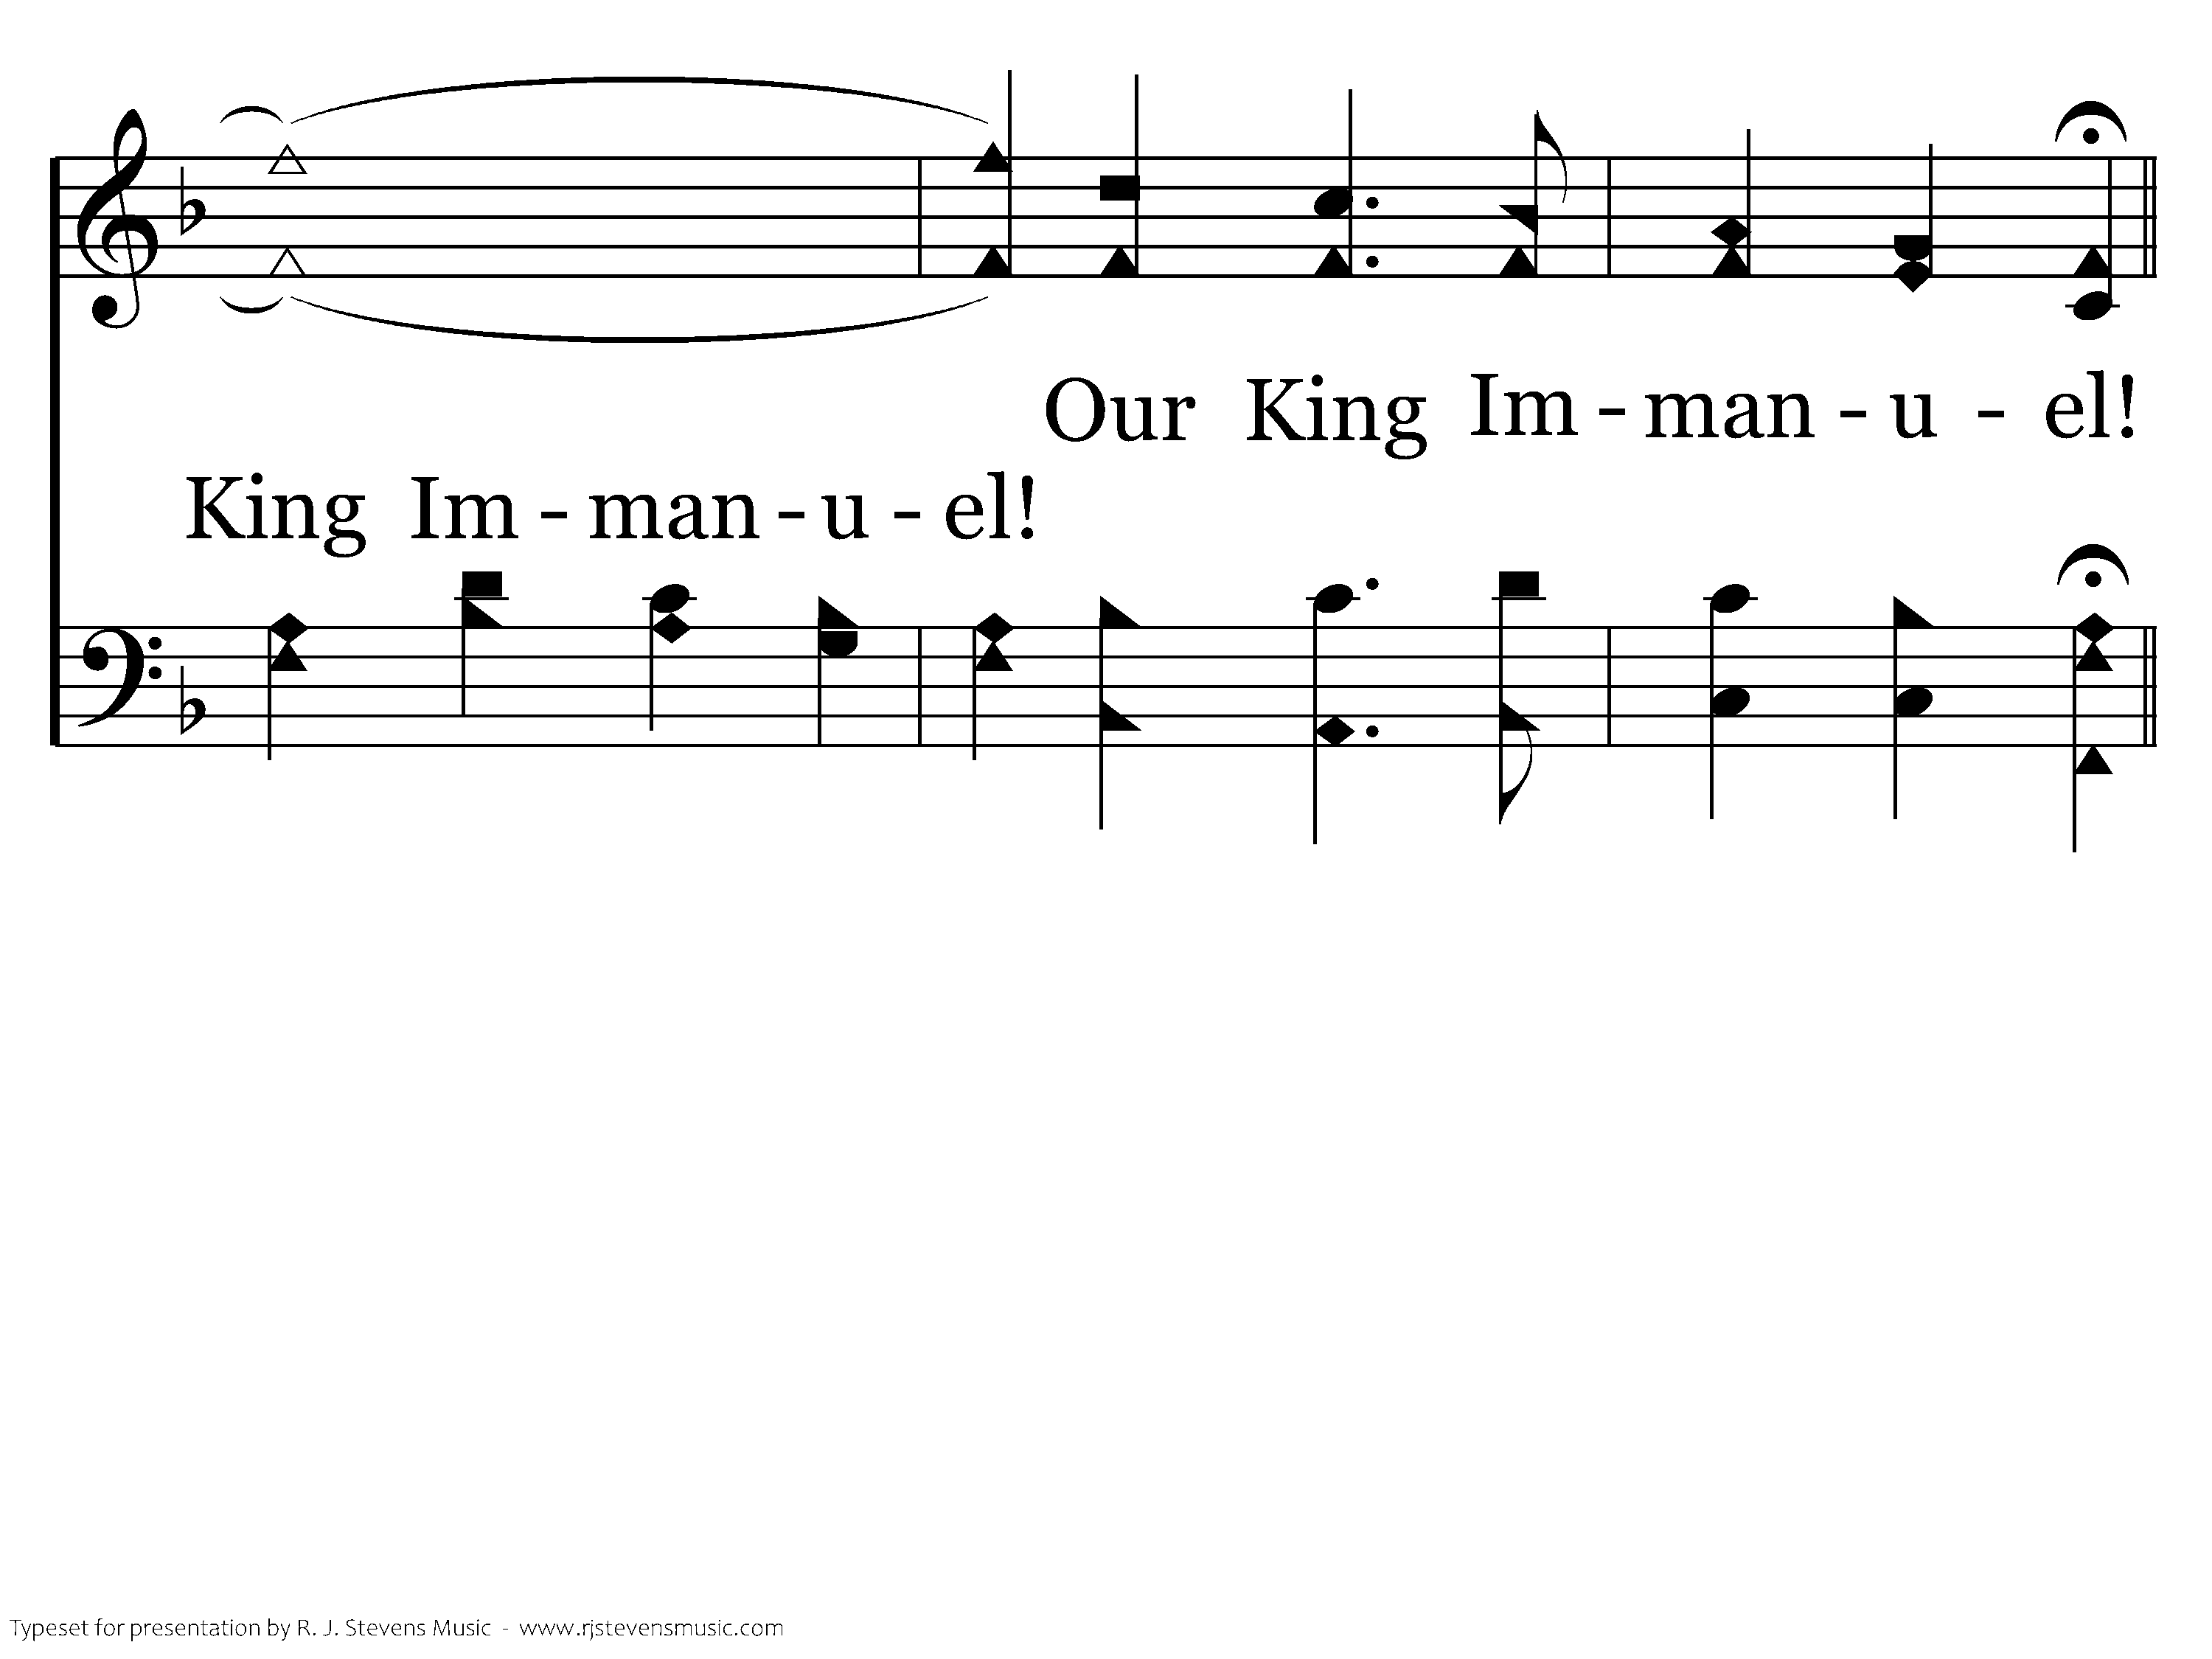 Our King Im - man - u - el!
King Im - man - u - el!
Typeset for presentation by R. J. Stevens Music - www.rjstevensmusic.com